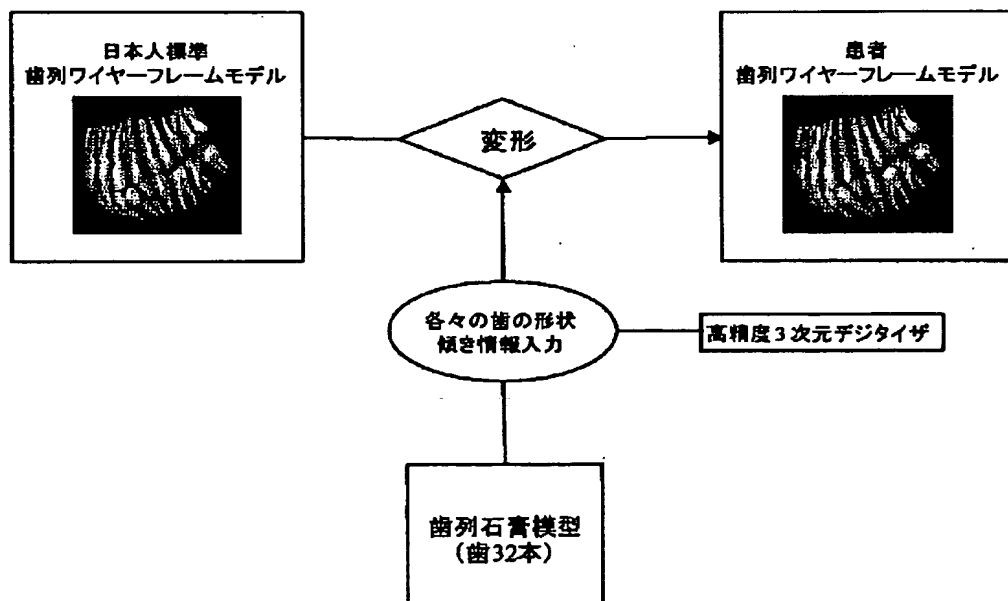 日本人標準
歯列ワイヤーフレームモデル
患者
歯列ワイヤーフレームモデル
変形
各々の歯の形状
傾き情報入力
高精度3次元デジタイザ
歯列石膏模型
(歯32本)